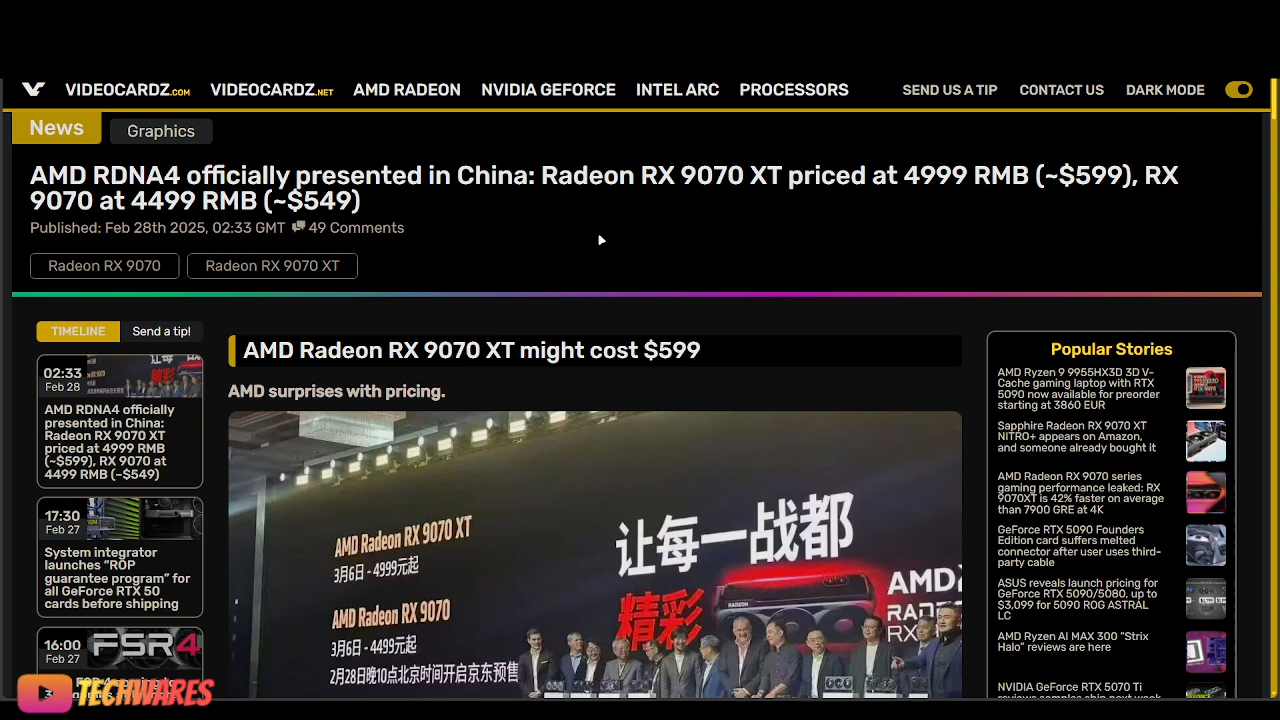 VIDEOCARDZ.COM
VIDEOCARDZ.NET
AMD RADEON
NVIDIA GEFORCE
INTEL ARC
PROCESSORS
SEND US A TIP
CONTACT US
DARK MODE
News
Graphics
AMD RDNA4 officially presented in China: Radeon RX 9070 XT priced at 4999 RMB (~$599), RX
9070 at 4499 RMB (~$549)
Published: Feb 28th 2025, 02:33 GMT 49 Comments
Radeon RX 9070
Radeon RX 9070 XT
TIMELINE
Send a tip!
02:33
Feb 28
AMD RDNA4 officially
presented in China:
Radeon RX 9070 XT
priced at 4999 RMB
(~$599), RX 9070 at
4499 RMB (~$549)
17:30
Feb 27
System integrator
launches “ROP
guarantee program” for
all GeForce RTX 50
cards before shipping
16:00
Feb 27
FSR4
TECHWARES
AMD Radeon RX 9070 XT might cost $599
AMD surprises with pricing.
AMD Radeon RX 9070 XT
3月6日 - 4999元起
AMD Radeon RX 9070
3月6日 - 4499元起
2月28日晚10点北京时间开启京东预售
让每一战都
精彩
RADEON
AMD
RADE
RX
Popular Stories
AMD Ryzen 9 9955HX3D 3D V-
Cache gaming laptop with RTX
5090 now available for preorder
starting at 3860 EUR
Sapphire Radeon RX 9070 XT
NITRO+ appears on Amazon,
and someone already bought it
AMD Radeon RX 9070 series
gaming performance leaked: RX
9070XT is 42% faster on average
than 7900 GRE at 4K
GeForce RTX 5090 Founders
Edition card suffers melted
connector after user uses third-
party cable
ASUS reveals launch pricing for
GeForce RTX 5090/5080, up to
$3,099 for 5090 ROG ASTRAL
LC
AMD Ryzen AI MAX 300 “Strix
Halo” reviews are here
NVIDIA GeForce RTX 5070 Ti
reviews samples ship next week